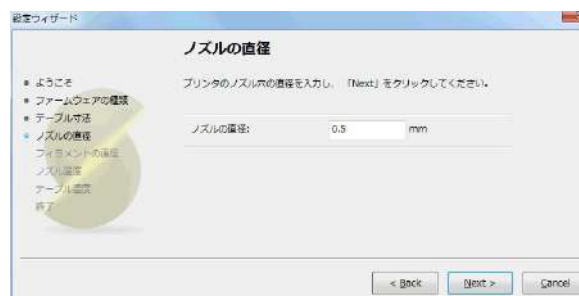 設定ウィザード
ノズルの直径
ようこそ
ファームウェアの種類
テーブル寸法
ノズルの直径
フィラメントの直径
ノズル温度
テーブル温度
終了
プリンタのノズル穴の直径を入力し、「Next」をクリックしてください。
ノズルの直径: 0.5 mm
< Back Next > Cancel